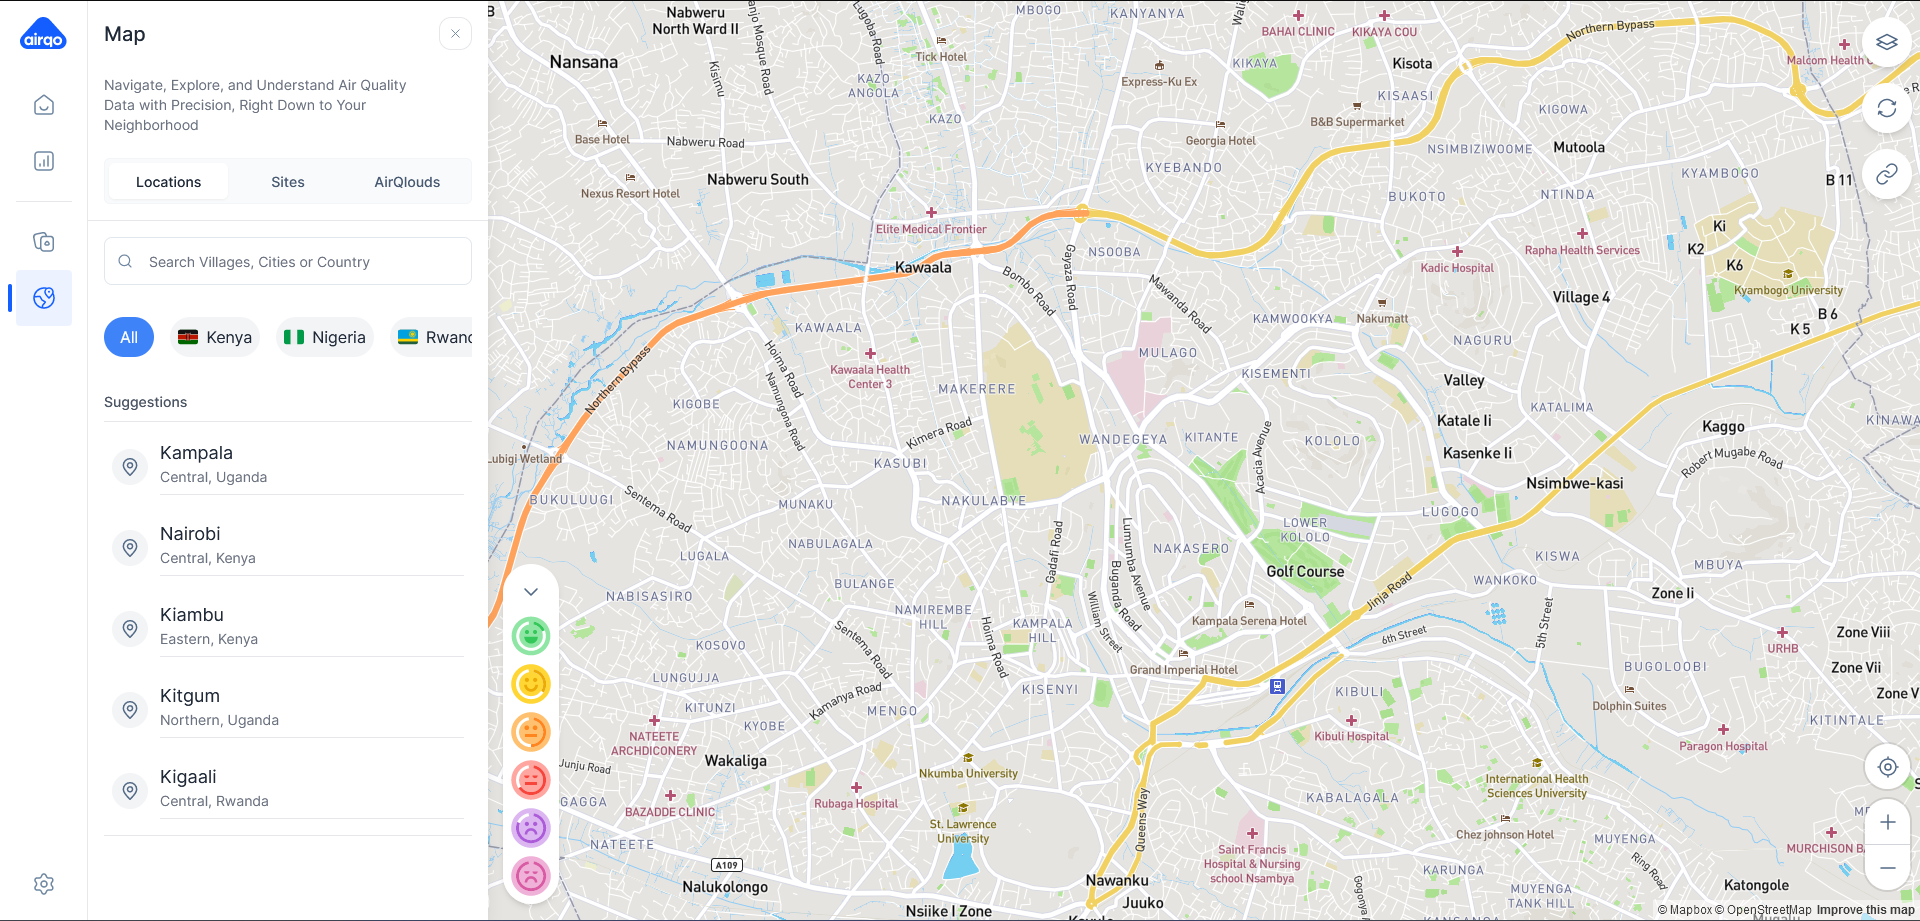 airqo
Map
Navigate, Explore, and Understand Air Quality
Data with Precision, Right Down to Your
Neighborhood
Locations
Sites
AirQlouds
Search Villages, Cities or Country
All
Kenya
Nigeria
Suggestions
Kampala
Central, Uganda
Nairobi
Central, Kenya
Kiambu
Eastern, Kenya
Kitgum
Northern, Uganda
Kigaali
Central, Rwanda
Nabweru
North Ward II
MBOGO
KANYANYA
BAHAI CLINIC
KIKAYA COU
Northern Bypass
Nansana
Kisimu
Lugoba Road
Tick Hotel
KAZO
ANGOLA
Express-Ku Ex
KIKAYA
Kisota
Malcom Health
KISAASI
KIGOWA
KAZO
B&B Supermarket
Base Hotel
Nabweru Road
Georgia Hotel
NSIMBIZIWOOME
Mutoola
KYEBANDO
KYAMBOGO
Nabweru South
Nexus Resort Hotel
BUKOTO
NTINDA
B 11
Elite Medical Frontier
Ki
K2
K6
NSOOBA
Gayaza Road
Kadic Hospital
Rapha Health Services
Kawaala
Bombo Road
Mawanda Road
Kyambogo University
Village 4
B 6
K 5
KAWAALA
KAMWOOKYA
Nakumatt
NAGURU
Hoima Road
MULAGO
Kawaala Health
Center 3
Northern Bypass
Namungona Road
MAKERERE
KISEMENTI
Valley
KIGOBE
KATALIMA
Katale Ii
KINAWA
Kaggo
Kimera Road
NAMUNGOONA
WANDEGEYA
KITANTE
Acacia Avenue
KOLOLO
Kasenke Ii
Robert Mugabe Road
Lubigi Wetland
KASUBI
Nsimbwe-kasi
BUKULUUGI
Sentema Road
MUNAKU
NAKULABYE
LUGOGO
LOWER
KOLOLO
Lumumba Avenue
Gadafi Road
NABULAGALA
NAKASERO
LUGALA
KISWA
MBUYA
Golf Course
Buganda Road
Jinja Road
WANKOKO
BULANGE
Zone Ii
NABISASIRO
William Street
NAMIREMBE
HILL
KAMPALA
HILL
Kampala Serena Hotel
5th Street
6th Street
Sentema Road
Hoima Road
Zone Viii
KOSOVO
URHB
Grand Imperial Hotel
BUGOLOOBI
Zone Vii
LUNGUJJA
KISENYI
KIBULI
Zone V
Kamanya Road
Dolphin Suites
KITUNZI
MENGO
KYOBE
KITINTALE
NATEETE
ARCHDICONERY
Kibuli Hospital
Paragon Hospital
Wakaliga
Junju Road
Nkumba University
International Health
Sciences University
Queens Way
GAGGA
Rubaga Hospital
KABALAGALA
BAZADDE CLINIC
St. Lawrence
University
Chez johnson Hotel
NATEETE
MUYENGA
MURCHISON
Saint Francis
Hospital & Nursing
school Nsambya
A109
KARUNGA
Ring Road
Nalukolongo
Nawanku
Katongole
MUYENGA
TANK HILL
Juuko
Nsiike I Zone
© Mapbox © OpenStreetMap Improve this map